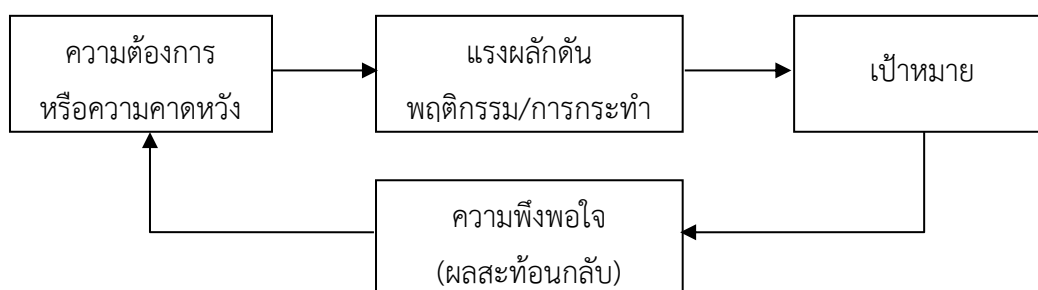 ความต้องการ
หรือความคาดหวัง
แรงผลักดัน
พฤติกรรม/การกระทำ
เป้าหมาย
ความพึงพอใจ
(ผลสะท้อนกลับ)